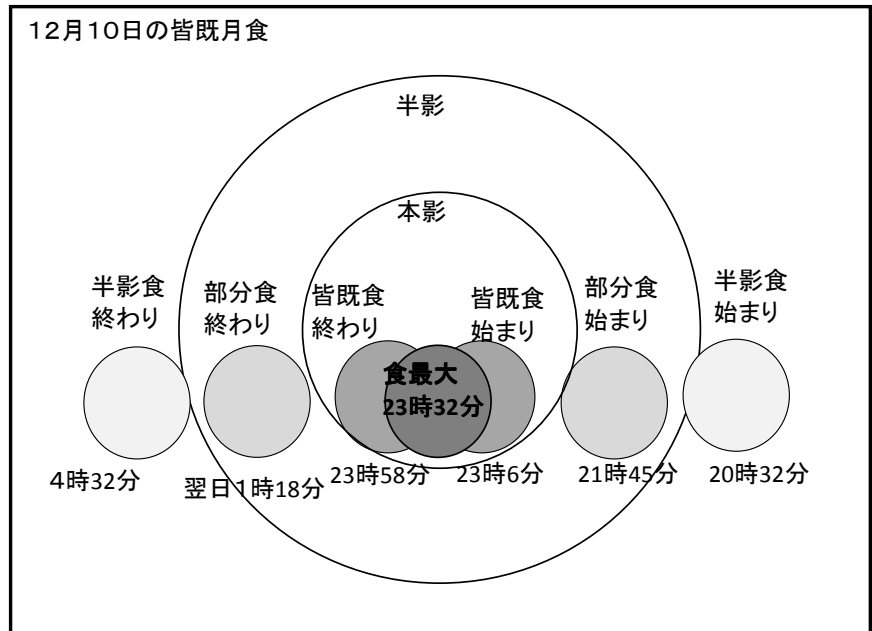 12月10日の皆既月食
半影
本影
半影食
終わり
部分食
終わり
皆既食
終わり
皆既食
始まり
部分食
始まり
半影食
始まり
食最大
23時32分
4時32分
翌日1時18分
23時58分
23時6分
21時45分
20時32分